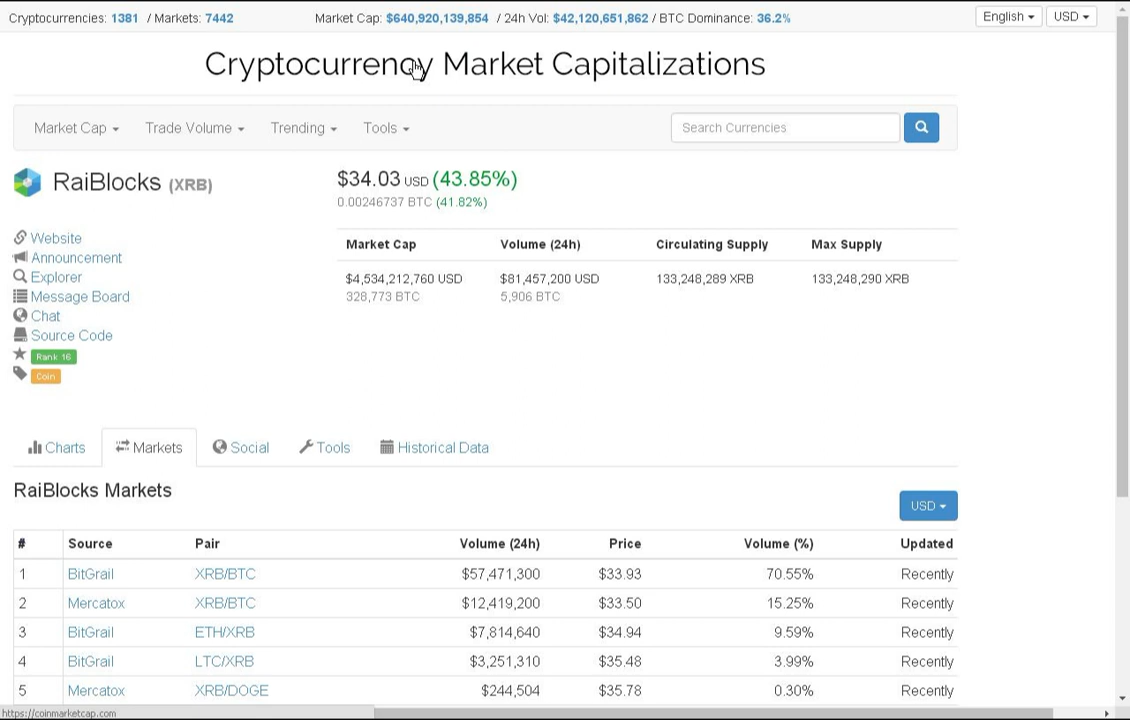 Cryptocurrencies: 1381 / Markets: 7442 Market Cap: $640,920,139,854 / 24h Vol: $42,120,651,862 / BTC Dominance: 36.2% English USD
Cryptocurrency Market Capitalizations
Market Cap Trade Volume Trending Tools Search Currencies
RaiBlocks (XRB) $34.03 USD (43.85%)
0.00246737 BTC (41.82%)
Website Market Cap Volume (24h) Circulating Supply Max Supply
Announcement
Explorer $4,534,212,760 USD $81,457,200 USD 133,248,289 XRB 133,248,290 XRB
Message Board 328,773 BTC 5,906 BTC
Chat
Source Code
Rank 16
Coin
Charts Markets Social Tools Historical Data
RaiBlocks Markets
USD
# Source Pair Volume (24h) Price Volume (%) Updated
1 BitGrail XRB/BTC $57,471,300 $33.93 70.55% Recently
2 Mercatox XRB/BTC $12,419,200 $33.50 15.25% Recently
3 BitGrail ETH/XRB $7,814,640 $34.94 9.59% Recently
4 BitGrail LTC/XRB $3,251,310 $35.48 3.99% Recently
5 Mercatox XRB/DOGE $244,504 $35.78 0.30% Recently
https://coinmarketcap.com